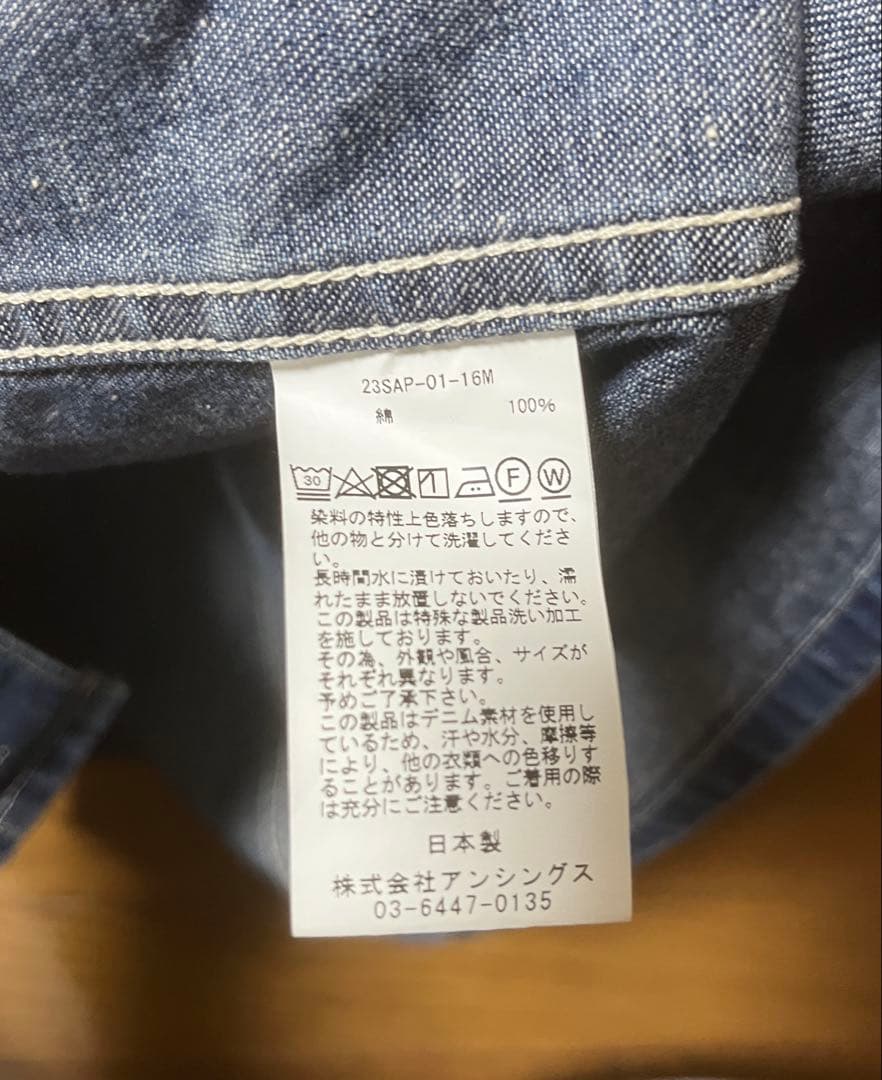 23SAP-01-16M
綿 100%
30 F W
染料の特性上色落ちしますので、
他の物と分けて洗濯してくださ
い。
長時間水に漬けておいたり、濡
れたまま放置しないでください。
この製品は特殊な製品洗い加工
を施しております。
その為、外観や風合、サイズが
それぞれ異なります。
予めご了承下さい。
この製品はデニム素材を使用し
ているため、汗や水分、摩擦等
により、他の衣類への色移りす
ることがあります。ご着用の際
は充分にご注意ください。
日本製
株式会社アンシングス
03-6447-0135